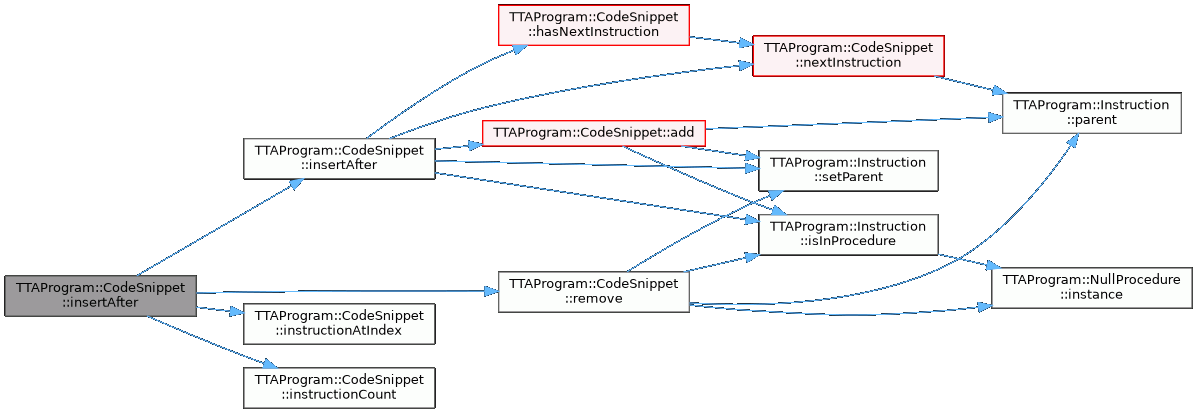 TTAProgram::CodeSnippet
::hasNextInstruction
TTAProgram::CodeSnippet
::nextInstruction
TTAProgram::Instruction
::parent
TTAProgram::CodeSnippet::add
TTAProgram::CodeSnippet
::insertAfter
TTAProgram::Instruction
::setParent
TTAProgram::Instruction
::isInProcedure
TTAProgram::CodeSnippet
::insertAfter
TTAProgram::CodeSnippet
::remove
TTAProgram::NullProcedure
::instance
TTAProgram::CodeSnippet
::instructionAtIndex
TTAProgram::CodeSnippet
::instructionCount